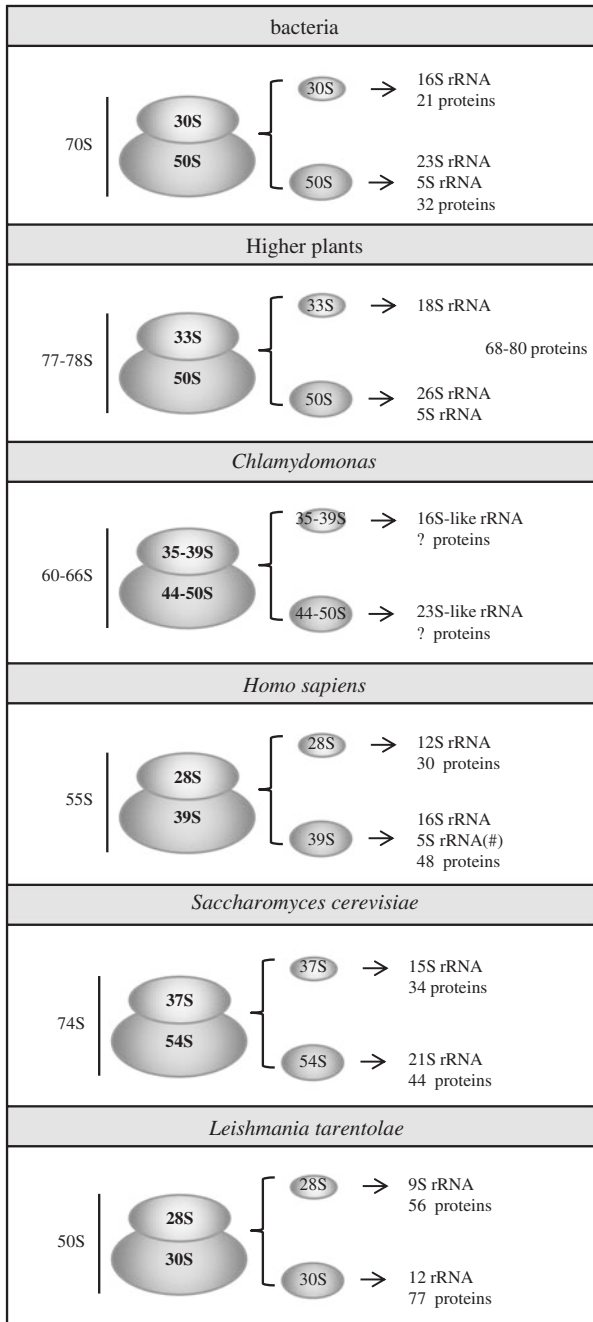 bacteria
70S
30S
50S
30S
16S rRNA
21 proteins
50S
23S rRNA
5S rRNA
32 proteins
Higher plants
77-78S
33S
50S
33S
18S rRNA
68-80 proteins
50S
26S rRNA
5S rRNA
Chlamydomonas
60-66S
35-39S
44-50S
35-39S
16S-like rRNA
? proteins
44-50S
23S-like rRNA
? proteins
Homo sapiens
55S
28S
39S
28S
12S rRNA
30 proteins
39S
16S rRNA
5S rRNA(#)
48 proteins
Saccharomyces cerevisiae
74S
37S
54S
37S
15S rRNA
34 proteins
54S
21S rRNA
44 proteins
Leishmania tarentolae
50S
28S
30S
28S
9S rRNA
56 proteins
30S
12 rRNA
77 proteins